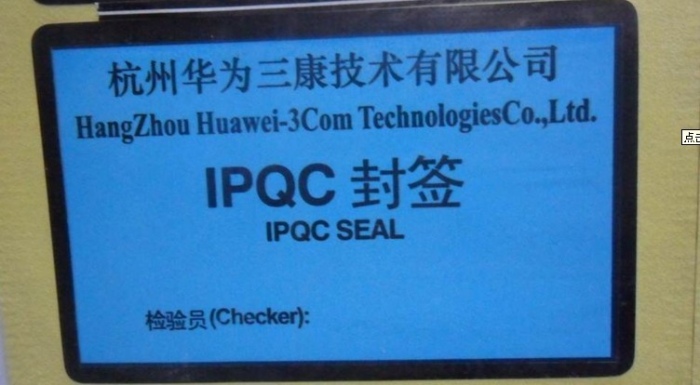 杭州华为三康技术有限公司
HangZhou Huawei-3Com TechnologiesCo.,Ltd.
IPQC 封签
IPQC SEAL
检验员(Checker):